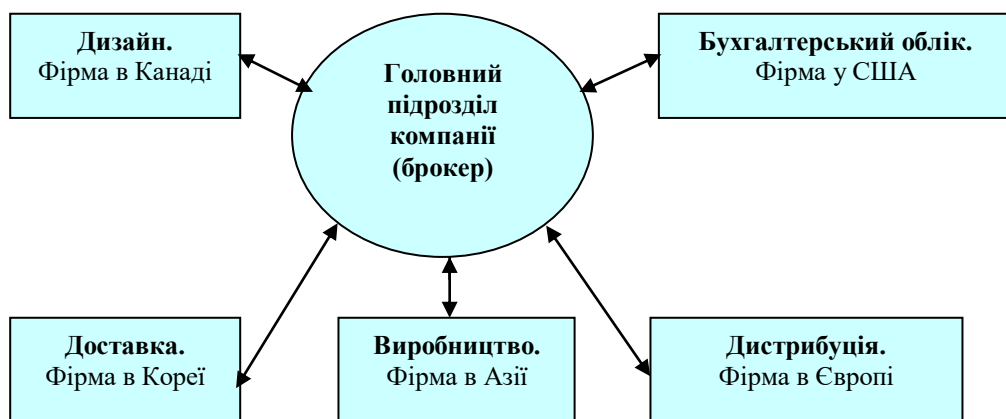 Дизайн.
Фірма в Канаді
Головний
підрозділ
компанії
(брокер)
Бухгалтерський облік.
Фірма у США
Доставка.
Фірма в Кореї
Виробництво.
Фірма в Азії
Дистрибуція.
Фірма в Європі